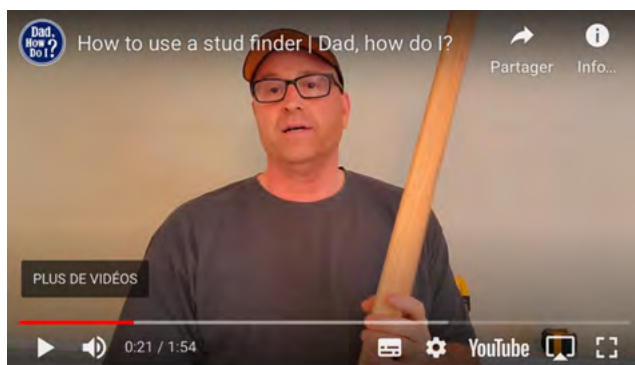 Dad,
How
Do I?
How to use a stud finder | Dad, how do I?
Partager
Info...
PLUS DE VIDÉOS
0:21 / 1:54
YouTube